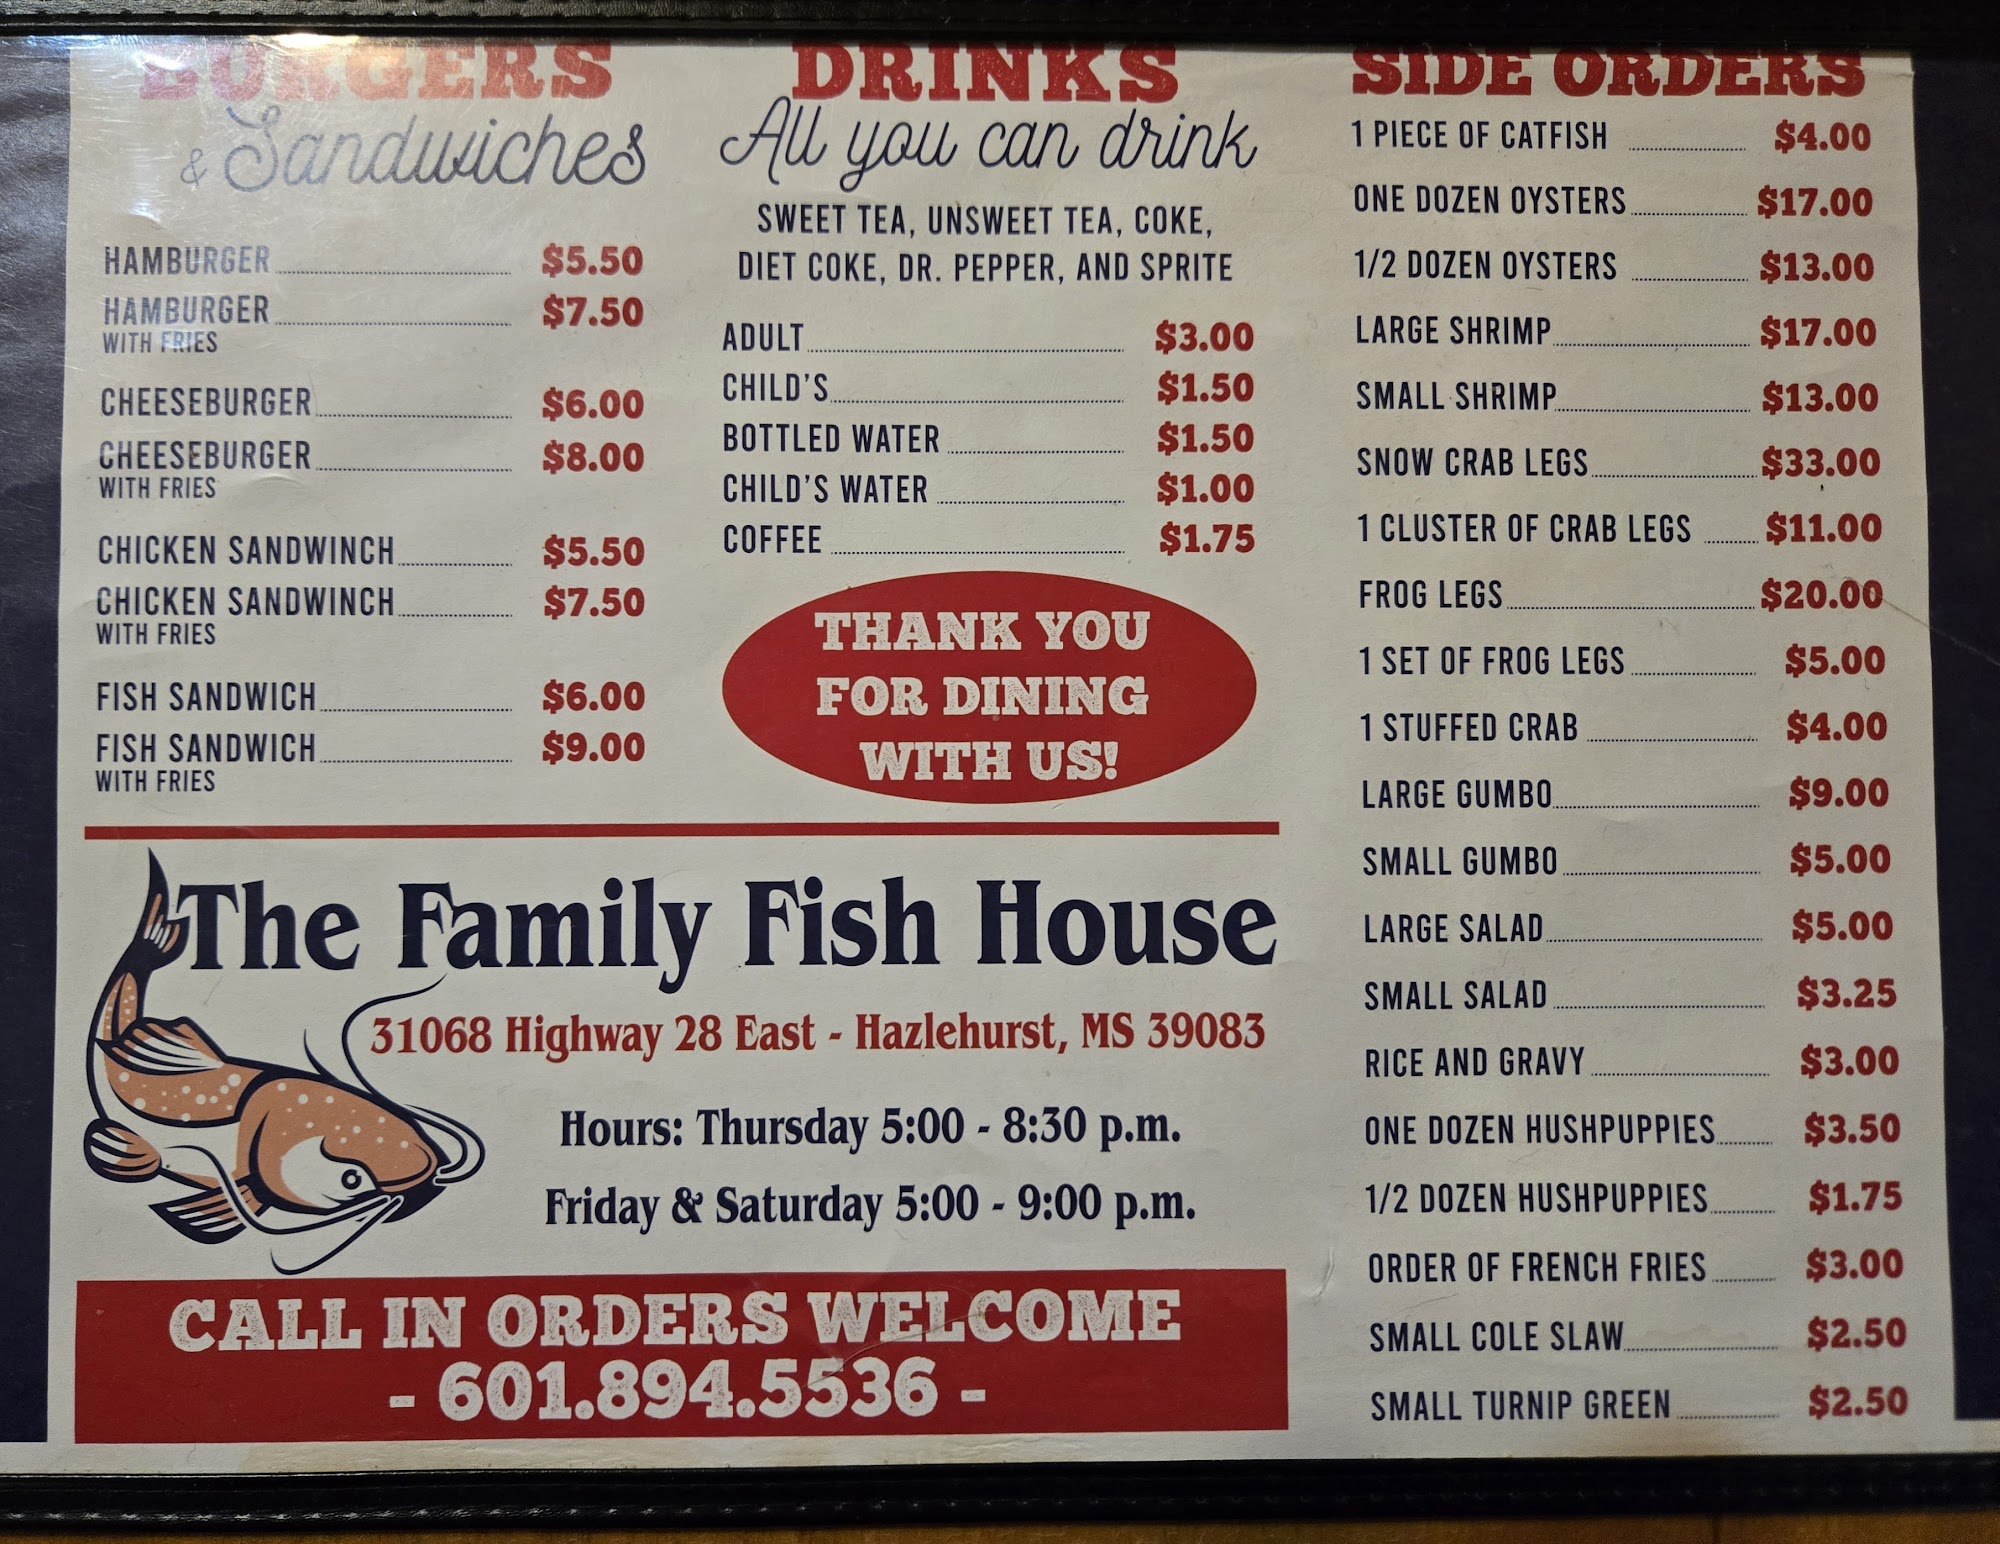 BURGERS
& Sandwiches
HAMBURGER $5.50
HAMBURGER $7.50
WITH FRIES
CHEESEBURGER $6.00
CHEESEBURGER $8.00
WITH FRIES
CHICKEN SANDWINCH $5.50
CHICKEN SANDWINCH $7.50
WITH FRIES
FISH SANDWICH $6.00
FISH SANDWICH $9.00
WITH FRIES
DRINKS
All you can drink
SWEET TEA, UNSWEET TEA, COKE,
DIET COKE, DR. PEPPER, AND SPRITE
ADULT $3.00
CHILD'S $1.50
BOTTLED WATER $1.50
CHILD'S WATER $1.00
COFFEE $1.75
THANK YOU
FOR DINING
WITH US!
The Family Fish House
31068 Highway 28 East - Hazlehurst, MS 39083
Hours: Thursday 5:00 - 8:30 p.m.
Friday & Saturday 5:00 - 9:00 p.m.
CALL IN ORDERS WELCOME
- 601.894.5536 -
SIDE ORDERS
1 PIECE OF CATFISH $4.00
ONE DOZEN OYSTERS $17.00
1/2 DOZEN OYSTERS $13.00
LARGE SHRIMP $17.00
SMALL SHRIMP $13.00
SNOW CRAB LEGS $33.00
1 CLUSTER OF CRAB LEGS $11.00
FROG LEGS $20.00
1 SET OF FROG LEGS $5.00
1 STUFFED CRAB $4.00
LARGE GUMBO $9.00
SMALL GUMBO $5.00
LARGE SALAD $5.00
SMALL SALAD $3.25
RICE AND GRAVY $3.00
ONE DOZEN HUSHPUPPIES $3.50
1/2 DOZEN HUSHPUPPIES $1.75
ORDER OF FRENCH FRIES $3.00
SMALL COLE SLAW $2.50
SMALL TURNIP GREEN $2.50